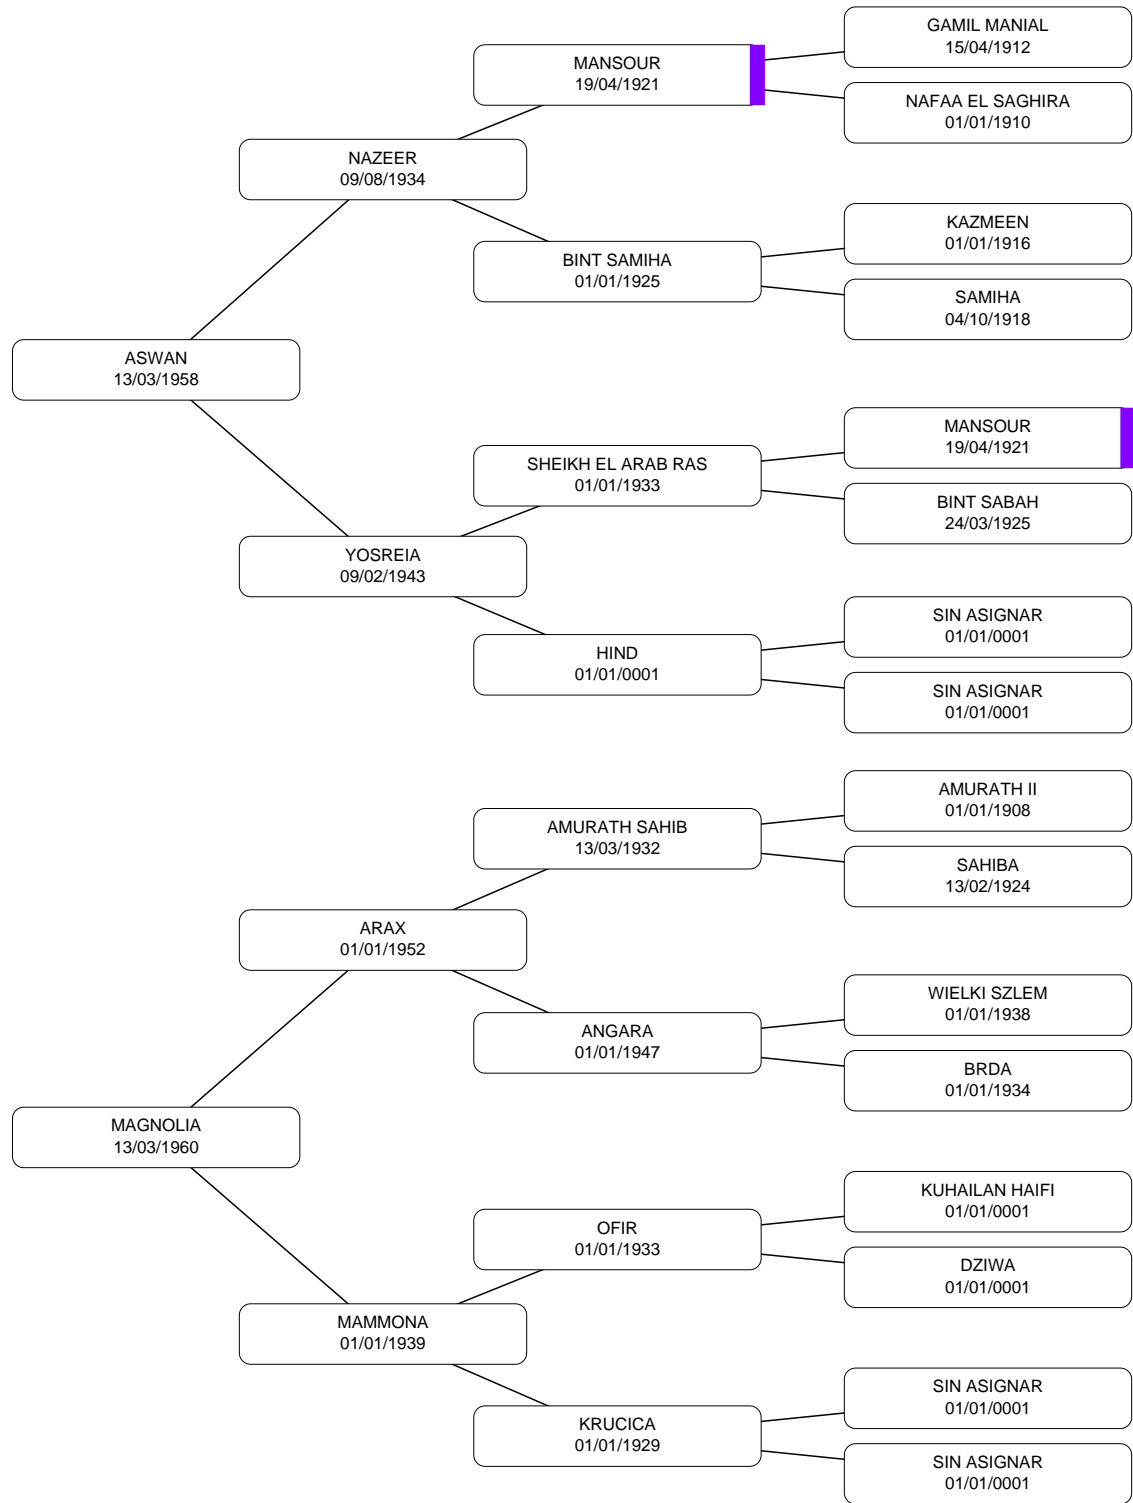 GAMIL MANIAL
15/04/1912
MANSOUR
19/04/1921
NAFAA EL SAGHIRA
01/01/1910
NAZEER
09/08/1934
KAZMEEN
01/01/1916
BINT SAMIHA
01/01/1925
SAMIHA
04/10/1918
ASWAN
13/03/1958
MANSOUR
19/04/1921
SHEIKH EL ARAB RAS
01/01/1933
BINT SABAH
24/03/1925
YOSREIA
09/02/1943
SIN ASIGNAR
01/01/0001
HIND
01/01/0001
SIN ASIGNAR
01/01/0001
AMURATH II
01/01/1908
AMURATH SAHIB
13/03/1932
SAHIBA
13/02/1924
ARAX
01/01/1952
WIELKI SZLEM
01/01/1938
ANGARA
01/01/1947
BRDA
01/01/1934
MAGNOLIA
13/03/1960
KUHAILAN HAIFI
01/01/0001
OFIR
01/01/1933
DZIWA
01/01/0001
MAMMONA
01/01/1939
SIN ASIGNAR
01/01/0001
KRUCICA
01/01/1929
SIN ASIGNAR
01/01/0001